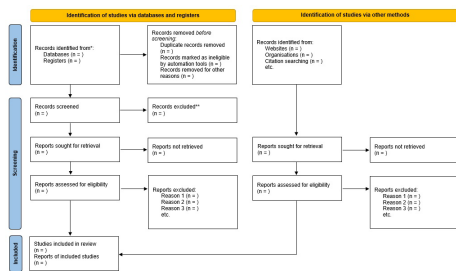 Identification of studies via databases and registers
Identification of studies via other methods
Identification
Records identified from*:
Databases (n = )
Registers (n = )
Records removed before
screening:
Duplicate records removed
(n = )
Records marked as ineligible
by automation tools (n = )
Records removed for other
reasons (n = )
Records identified from:
Websites (n = )
Organisations (n = )
Citation searching (n = )
etc.
Screening
Records screened
(n = )
Records excluded**
(n = )
Reports sought for retrieval
(n = )
Reports not retrieved
(n = )
Reports sought for retrieval
(n = )
Reports not retrieved
(n = )
Reports assessed for eligibility
(n = )
Reports excluded:
Reason 1 (n = )
Reason 2 (n = )
Reason 3 (n = )
etc.
Reports assessed for eligibility
(n = )
Reports excluded:
Reason 1 (n = )
Reason 2 (n = )
Reason 3 (n = )
etc.
Included
Studies included in review
(n = )
Reports of included studies
(n = )